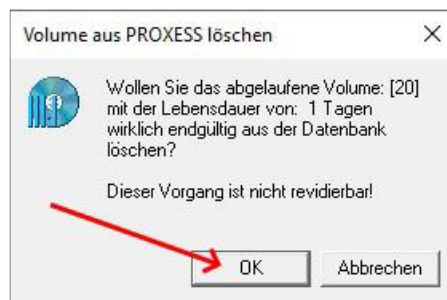 Volume aus PROXESS löschen
Wollen Sie das abgelaufene Volume: [20]
mit der Lebensdauer von: 1 Tagen
wirklich endgültig aus der Datenbank
löschen?
Dieser Vorgang ist nicht revidierbar!
OK
Abbrechen